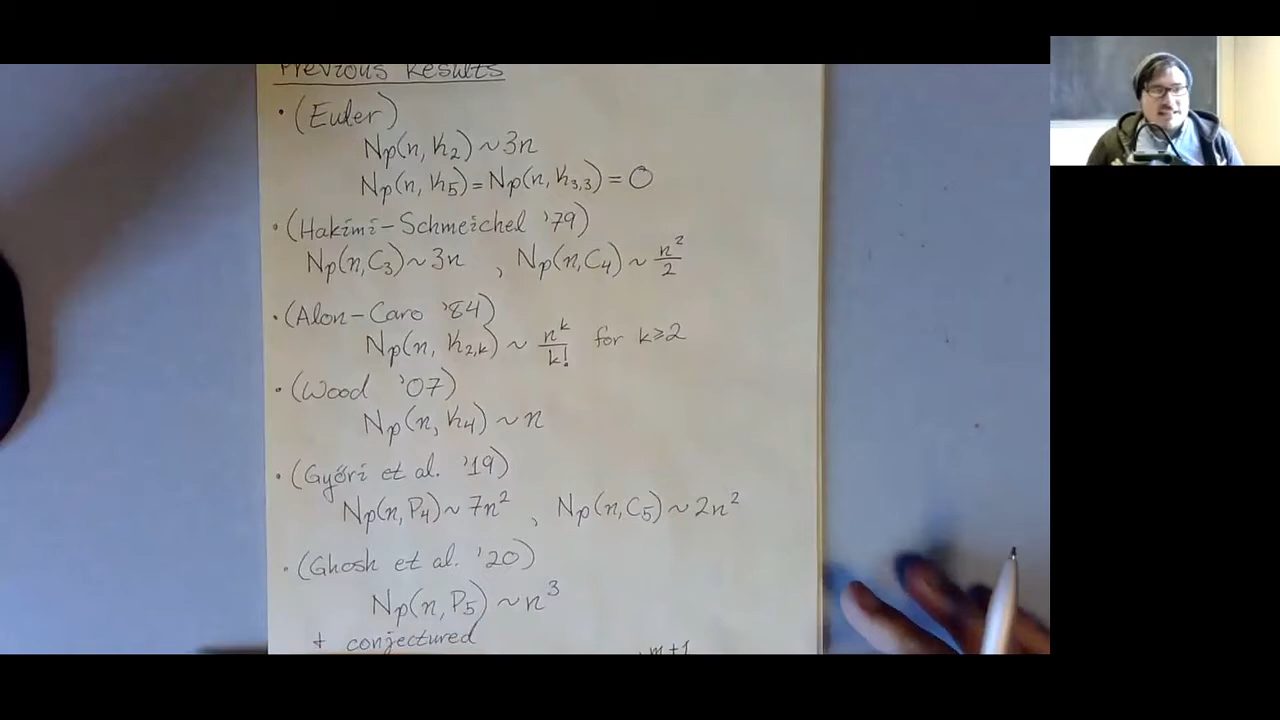 Previous Results
• (Euler)
Np(n, K₂) ~ 3n
Np(n, K₅) = Np(n, K₃,₃) = 0
• (Hakimi-Schmeichel '79)
Np(n, C₃) ~ 3n , Np(n, C₄) ~ n²/2
• (Alon-Caro '84)
Np(n, K₂,ₖ) ~ nᵏ/k! for k≥2
• (Wood '07)
Np(n, K₄) ~ n
• (Győri et al. '19)
Np(n, P₄) ~ 7n² , Np(n, C₅) ~ 2n²
• (Ghosh et al. '20)
Np(n, P₅) ~ n³
+ conjectured
m+1